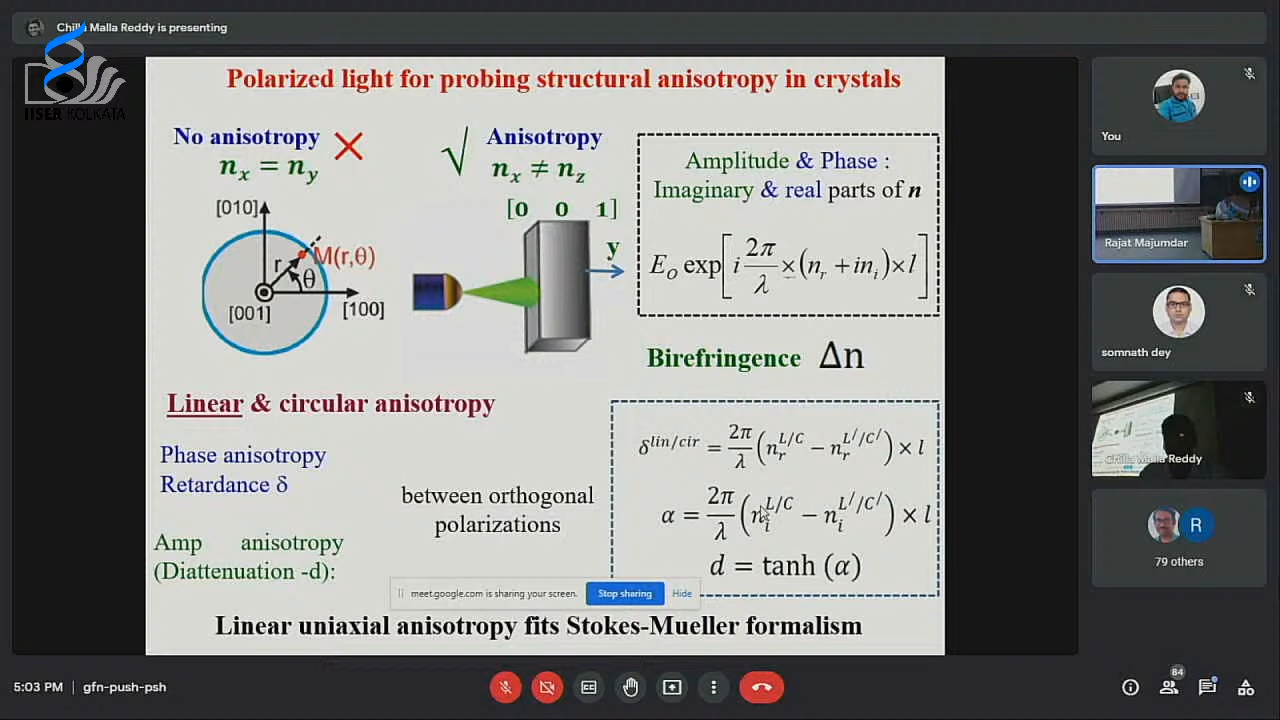 Chilla Malla Reddy is presenting
IISER KOLKATA
Polarized light for probing structural anisotropy in crystals
No anisotropy
n_x = n_y
Anisotropy
n_x ≠ n_z
[0 0 1]
y
[010]
M(r,θ)
r
θ
[001]
[100]
Amplitude & Phase :
Imaginary & real parts of n
E_O exp[i 2π/λ × (n_r + in_i) × l]
Birefringence Δn
Linear & circular anisotropy
Phase anisotropy
Retardance δ
Amp anisotropy
(Diattenuation -d):
between orthogonal
polarizations
δ^{lin/cir} = 2π/λ (n_r^{L/C} − n_r^{L'/C'}) × l
α = 2π/λ (n_i^{L/C} − n_i^{L'/C'}) × l
d = tanh (α)
meet.google.com is sharing your screen.
Stop sharing
Hide
Linear uniaxial anisotropy fits Stokes-Mueller formalism
You
Rajat Majumdar
somnath dey
Chilla Malla Reddy
R
79 others
5:03 PM | gfn-push-psh
CC
84